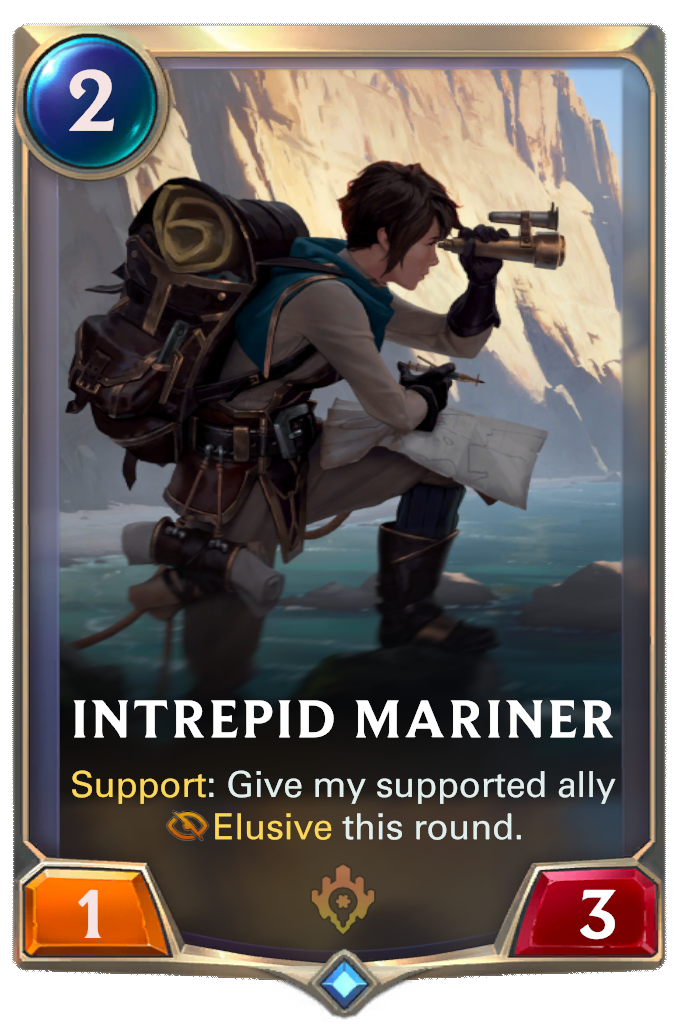 2
INTREPID MARINER
Support: Give my supported ally
Elusive this round.
1
3